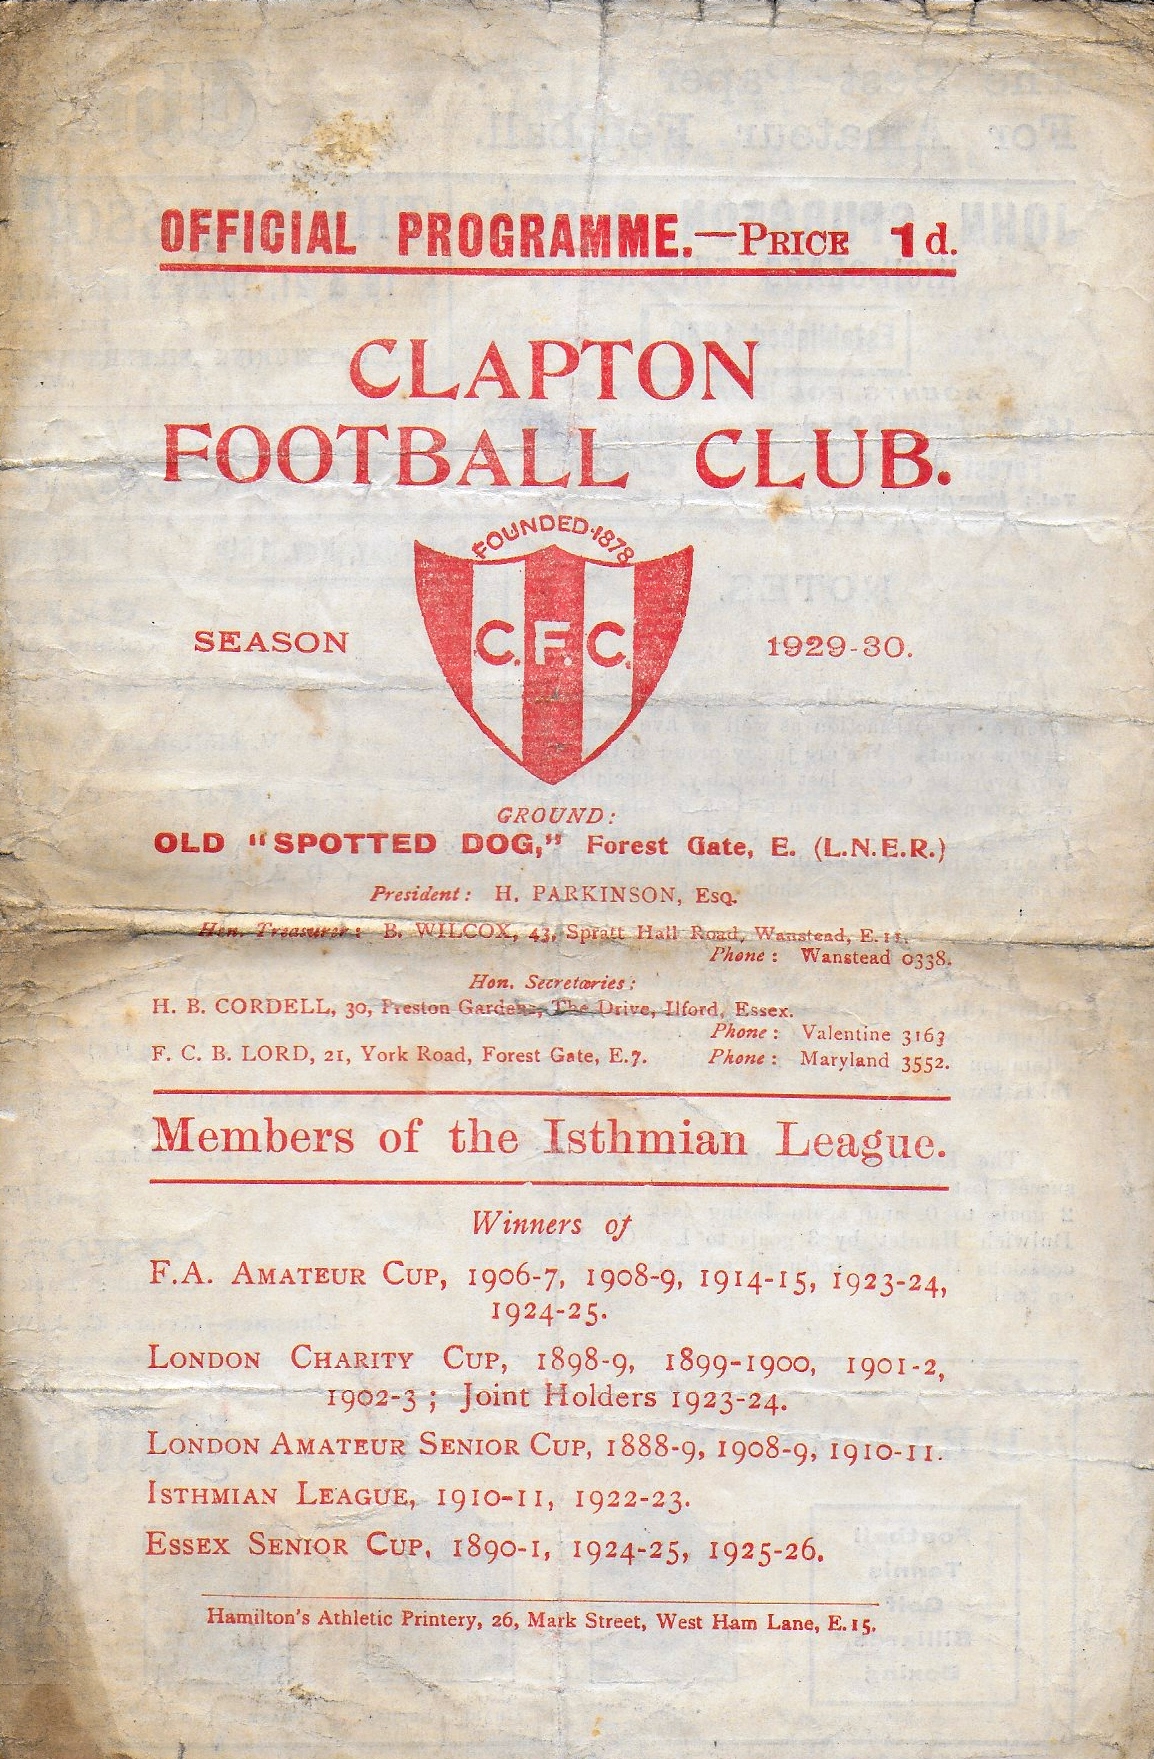 OFFICIAL PROGRAMME.—PRICE 1d.
CLAPTON
FOOTBALL CLUB.
FOUNDED·1878
C.F.C.
SEASON 1929-30.
GROUND:
OLD "SPOTTED DOG," Forest Gate, E. (L.N.E.R.)
President: H. PARKINSON, Esq.
Hon. Treasurer: B. WILCOX, 43, Spratt Hall Road, Wanstead, E.11.
Phone: Wanstead 0338.
Hon. Secretaries:
H. B. CORDELL, 30, Preston Gardens, The Drive, Ilford, Essex.
Phone: Valentine 3163
F. C. B. LORD, 21, York Road, Forest Gate, E.7. Phone: Maryland 3552.
Members of the Isthmian League.
Winners of
F.A. AMATEUR CUP, 1906-7, 1908-9, 1914-15, 1923-24,
1924-25.
LONDON CHARITY CUP, 1898-9, 1899-1900, 1901-2,
1902-3; Joint Holders 1923-24.
LONDON AMATEUR SENIOR CUP, 1888-9, 1908-9, 1910-11.
ISTHMIAN LEAGUE, 1910-11, 1922-23.
ESSEX SENIOR CUP, 1890-1, 1924-25, 1925-26.
Hamilton's Athletic Printery, 26, Mark Street, West Ham Lane, E.15.